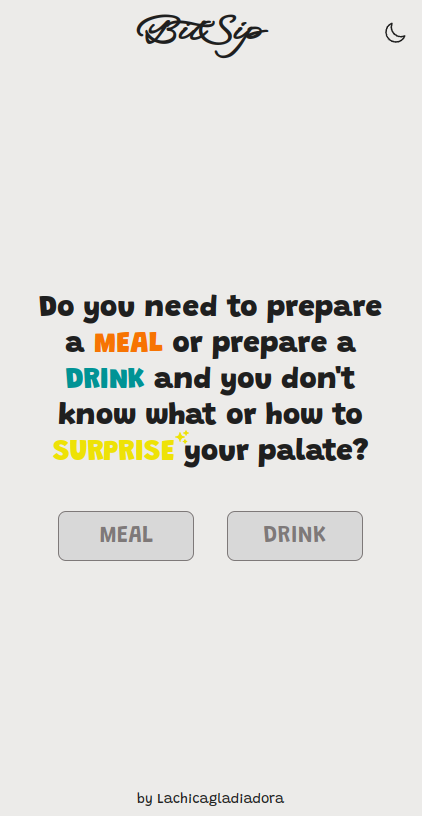 BitSip
Do you need to prepare
a MEAL or prepare a
DRINK and you don't
know what or how to
SURPRISE your palate?
MEAL
DRINK
by Lachicagladiadora